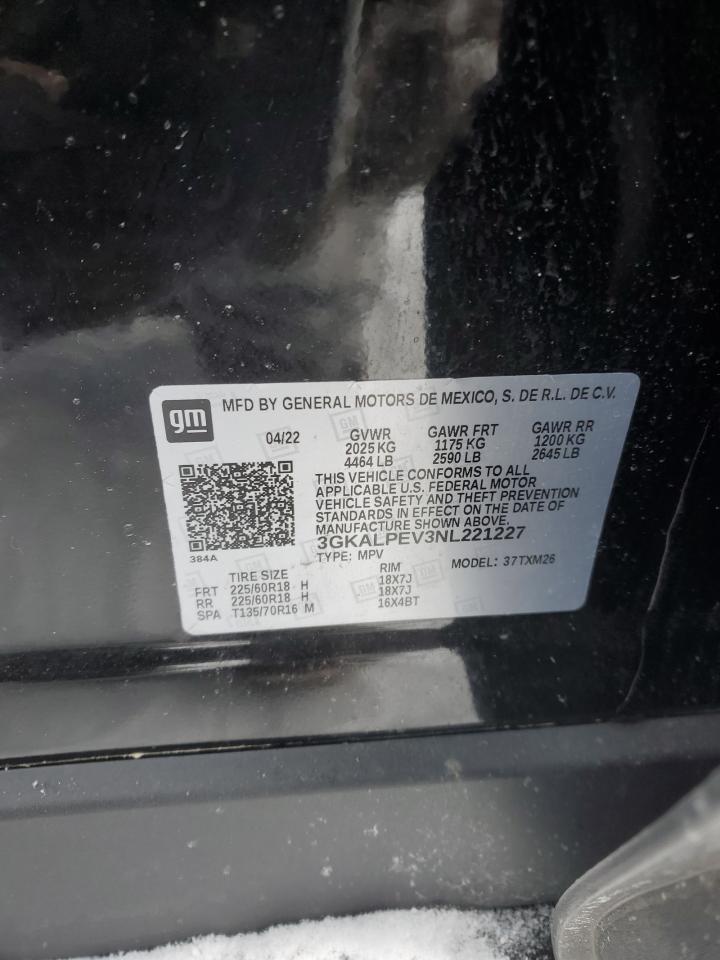 gm MFD BY GENERAL MOTORS DE MEXICO, S. DE R.L. DE C.V.
04/22 GVWR GAWR FRT GAWR RR
2025 KG 1175 KG 1200 KG
4464 LB 2590 LB 2645 LB
THIS VEHICLE CONFORMS TO ALL
APPLICABLE U.S. FEDERAL MOTOR
VEHICLE SAFETY AND THEFT PREVENTION
STANDARDS IN EFFECT ON THE DATE OF
MANUFACTURE SHOWN ABOVE.
3GKALPEV3NL221227
384A TYPE: MPV MODEL: 37TXM26
TIRE SIZE RIM
FRT 225/60R18 H 18X7J
RR 225/60R18 H 18X7J
SPA T135/70R16 M 16X4BT